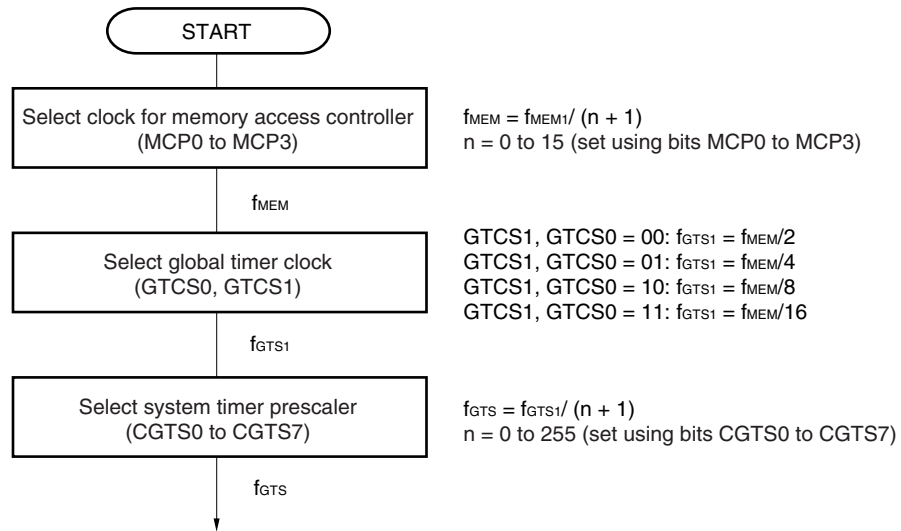 START
Select clock for memory access controller
(MCP0 to MCP3)
fMEM = fMEM1/ (n + 1)
n = 0 to 15 (set using bits MCP0 to MCP3)
fMEM
Select global timer clock
(GTCS0, GTCS1)
GTCS1, GTCS0 = 00: fGTS1 = fMEM/2
GTCS1, GTCS0 = 01: fGTS1 = fMEM/4
GTCS1, GTCS0 = 10: fGTS1 = fMEM/8
GTCS1, GTCS0 = 11: fGTS1 = fMEM/16
fGTS1
Select system timer prescaler
(CGTS0 to CGTS7)
fGTS = fGTS1/ (n + 1)
n = 0 to 255 (set using bits CGTS0 to CGTS7)
fGTS